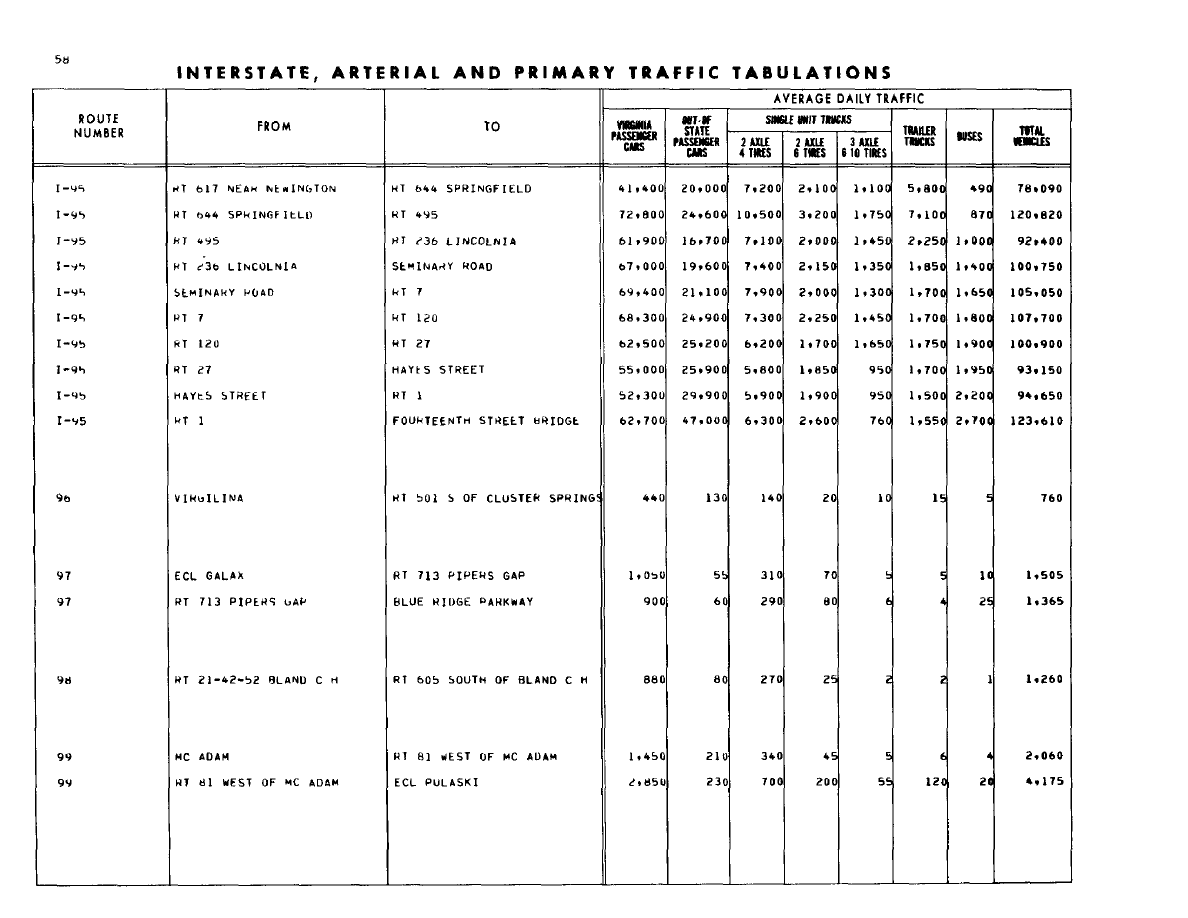 58
INTERSTATE, ARTERIAL AND PRIMARY TRAFFIC TABULATIONS
ROUTE NUMBER FROM TO AVERAGE DAILY TRAFFIC
VIRGINIA PASSENGER CARS OUT-OF STATE PASSENGER CARS SINGLE UNIT TRUCKS 2 AXLE 4 TIRES 2 AXLE 6 TIRES 3 AXLE 6 10 TIRES TRAILER TRUCKS BUSES TOTAL VEHICLES
I-95 RT 617 NEAR NEWINGTON RT 644 SPRINGFIELD 41,400 20,000 7,200 2,100 1,100 5,800 490 78,090
I-95 RT 644 SPRINGFIELD RT 495 72,800 24,600 10,500 3,200 1,750 7,100 870 120,820
I-95 RT 495 RT 236 LINCOLNIA 61,900 16,700 7,100 2,000 1,450 2,250 1,000 92,400
I-95 RT 236 LINCOLNIA SEMINARY ROAD 67,000 19,600 7,400 2,150 1,350 1,850 1,400 100,750
I-95 SEMINARY ROAD RT 7 69,400 21,100 7,900 2,000 1,300 1,700 1,650 105,050
I-95 RT 7 RT 120 68,300 24,900 7,300 2,250 1,450 1,700 1,800 107,700
I-95 RT 120 RT 27 62,500 25,200 6,200 1,700 1,650 1,750 1,900 100,900
I-95 RT 27 HAYES STREET 55,000 25,900 5,800 1,850 950 1,700 1,950 93,150
I-95 HAYES STREET RT 1 52,300 29,900 5,900 1,900 950 1,500 2,200 94,650
I-95 RT 1 FOURTEENTH STREET BRIDGE 62,700 47,000 6,300 2,600 760 1,550 2,700 123,610
96 VIRGILINA RT 501 S OF CLUSTER SPRINGS 440 130 140 20 10 15 5 760
97 ECL GALAX RT 713 PIPERS GAP 1,050 55 310 70 5 5 10 1,505
97 RT 713 PIPERS GAP BLUE RIDGE PARKWAY 900 60 290 80 6 4 25 1,365
98 RT 21-42-52 BLAND C H RT 605 SOUTH OF BLAND C H 880 80 270 25 2 2 1 1,260
99 MC ADAM RT 81 WEST OF MC ADAM 1,450 210 340 45 5 6 4 2,060
99 RT 81 WEST OF MC ADAM ECL PULASKI 2,850 230 700 200 55 120 20 4,175